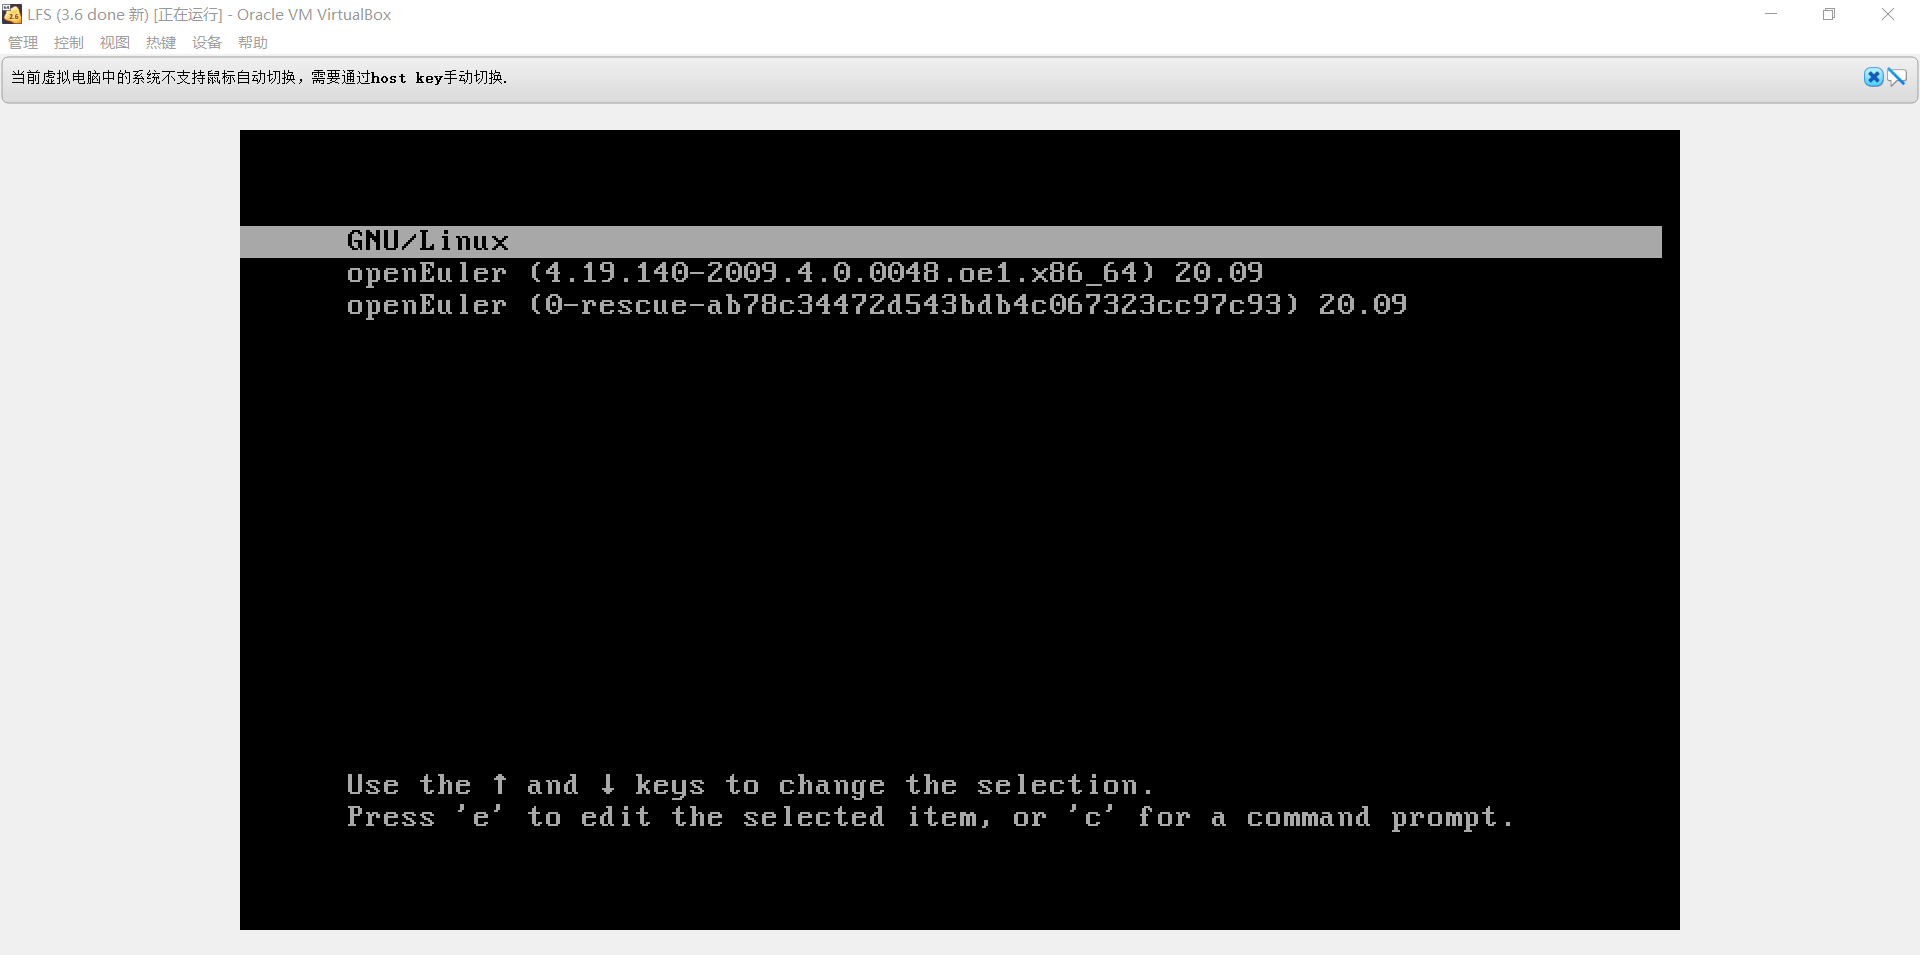 LFS (3.6 done 新) [正在运行] - Oracle VM VirtualBox
管理 控制 视图 热键 设备 帮助
当前虚拟电脑中的系统不支持鼠标自动切换，需要通过host key手动切换.
GNU/Linux
openEuler (4.19.140-2009.4.0.0048.oe1.x86_64) 20.09
openEuler (0-rescue-ab78c34472d543bdb4c067323cc97c93) 20.09
Use the ↑ and ↓ keys to change the selection.
Press 'e' to edit the selected item, or 'c' for a command prompt.